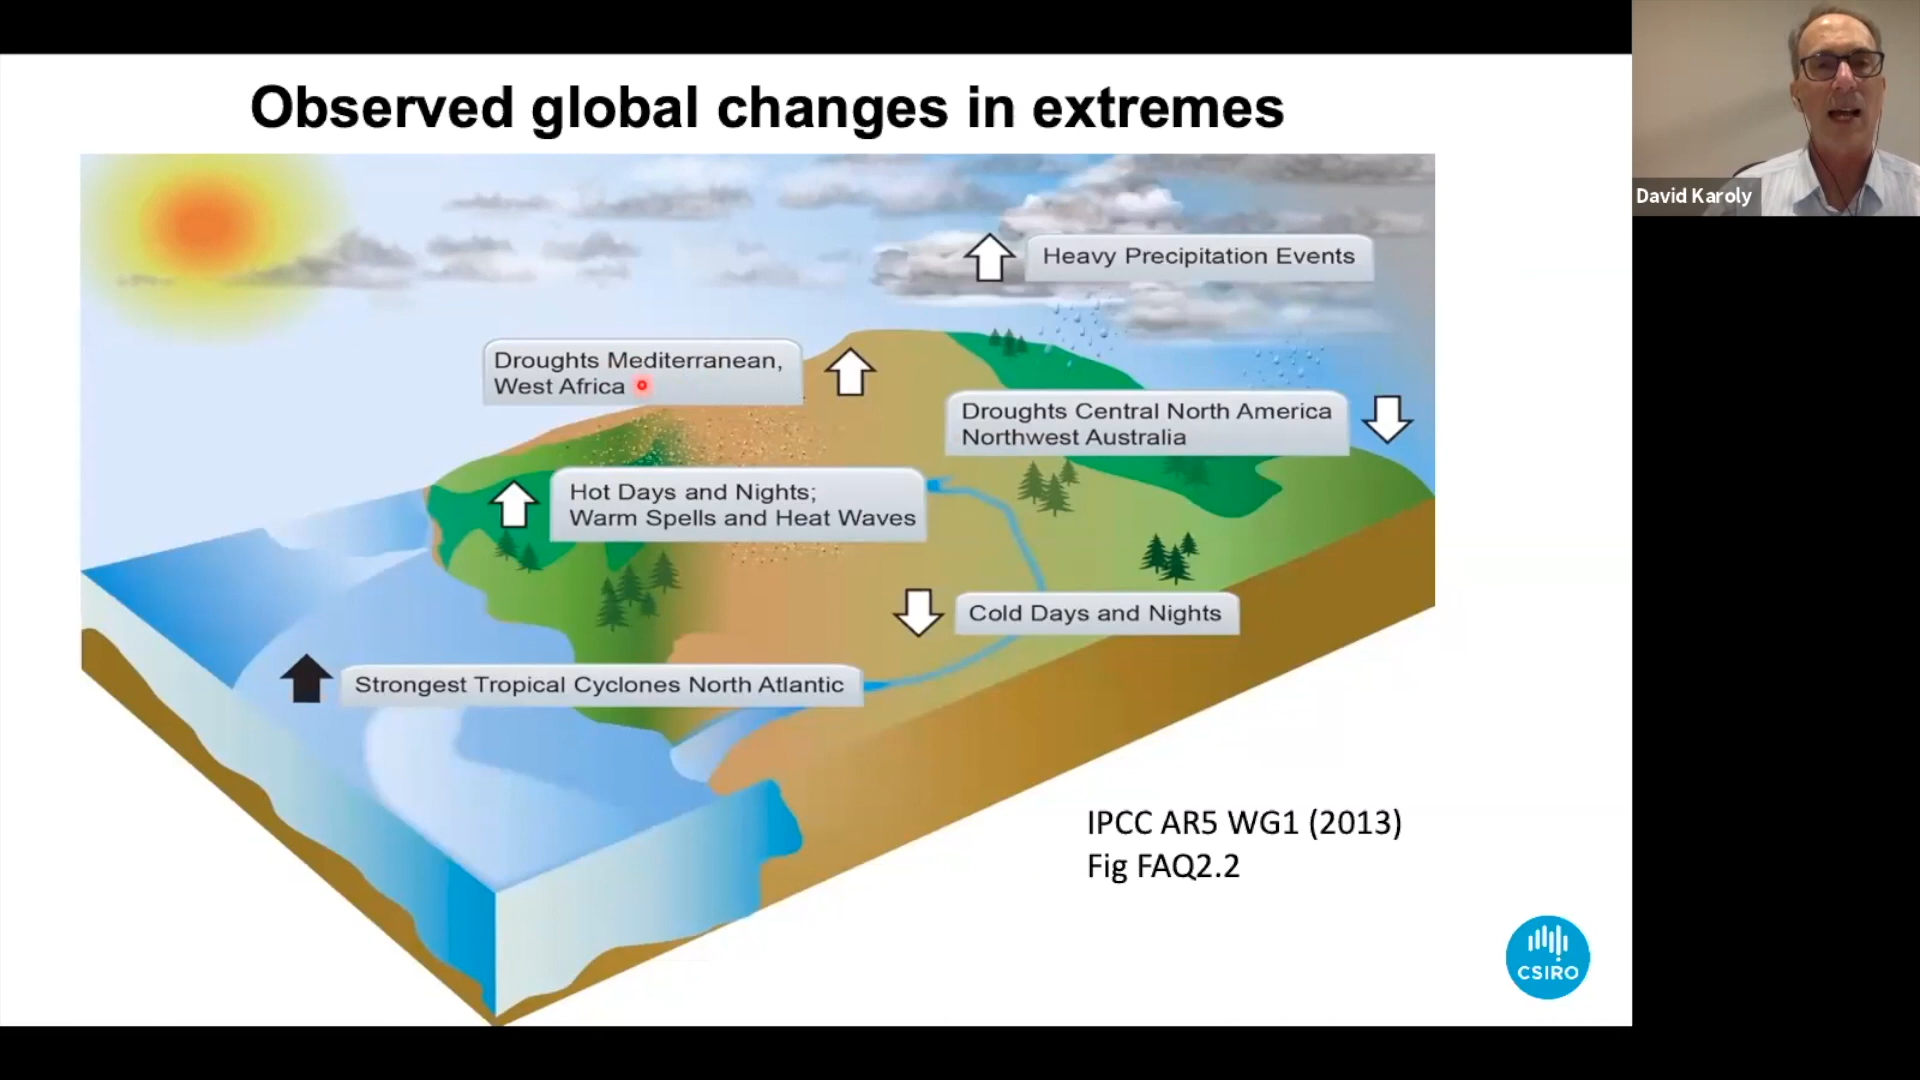 Observed global changes in extremes
David Karoly
Heavy Precipitation Events
Droughts Mediterranean,
West Africa
Droughts Central North America
Northwest Australia
Hot Days and Nights;
Warm Spells and Heat Waves
Cold Days and Nights
Strongest Tropical Cyclones North Atlantic
IPCC AR5 WG1 (2013)
Fig FAQ2.2
CSIRO